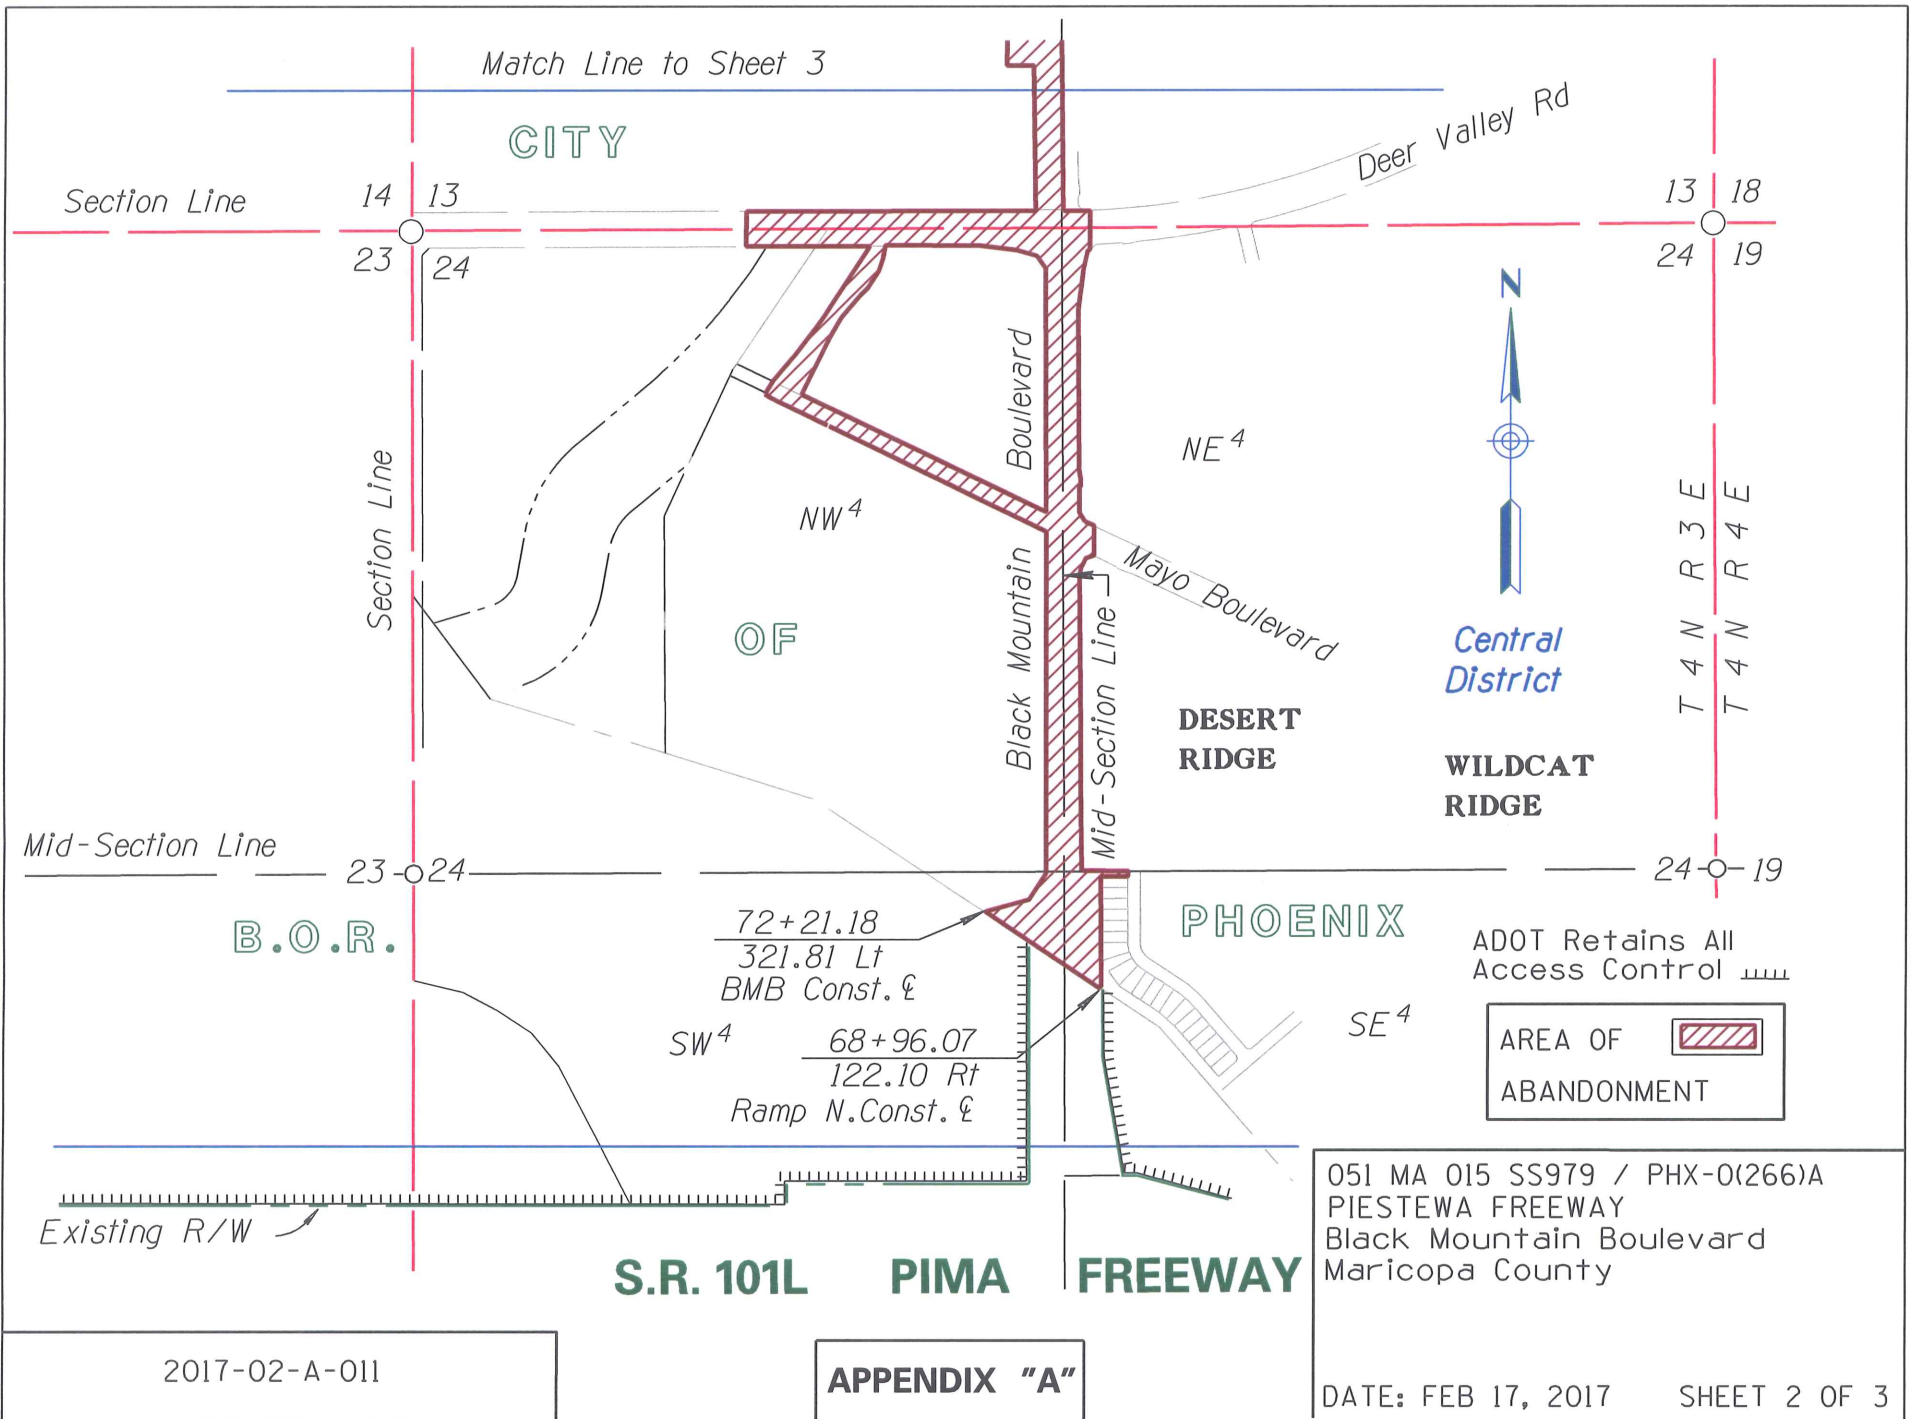 Match Line to Sheet 3
CITY
Deer Valley Rd
Section Line
14 13
23 24
13 18
24 19
N
Section Line
Boulevard
NE 4
NW 4
Black Mountain
Mayo Boulevard
Mid-Section Line
OF
Central
District
T 4N R 3 E
T 4N R 4 E
DESERT
RIDGE
WILDCAT
RIDGE
Mid-Section Line
23 24
24 19
B.O.R.
PHOENIX
72+21.18
321.81 Lt
BMB Const. ℄
68+96.07
122.10 Rt
Ramp N.Const. ℄
SW 4
SE 4
ADOT Retains All
Access Control
AREA OF
ABANDONMENT
Existing R/W
S.R. 101L PIMA FREEWAY
051 MA 015 SS979 / PHX-0(266)A
PIESTEWA FREEWAY
Black Mountain Boulevard
Maricopa County
DATE: FEB 17, 2017 SHEET 2 OF 3
2017-02-A-011
APPENDIX "A"